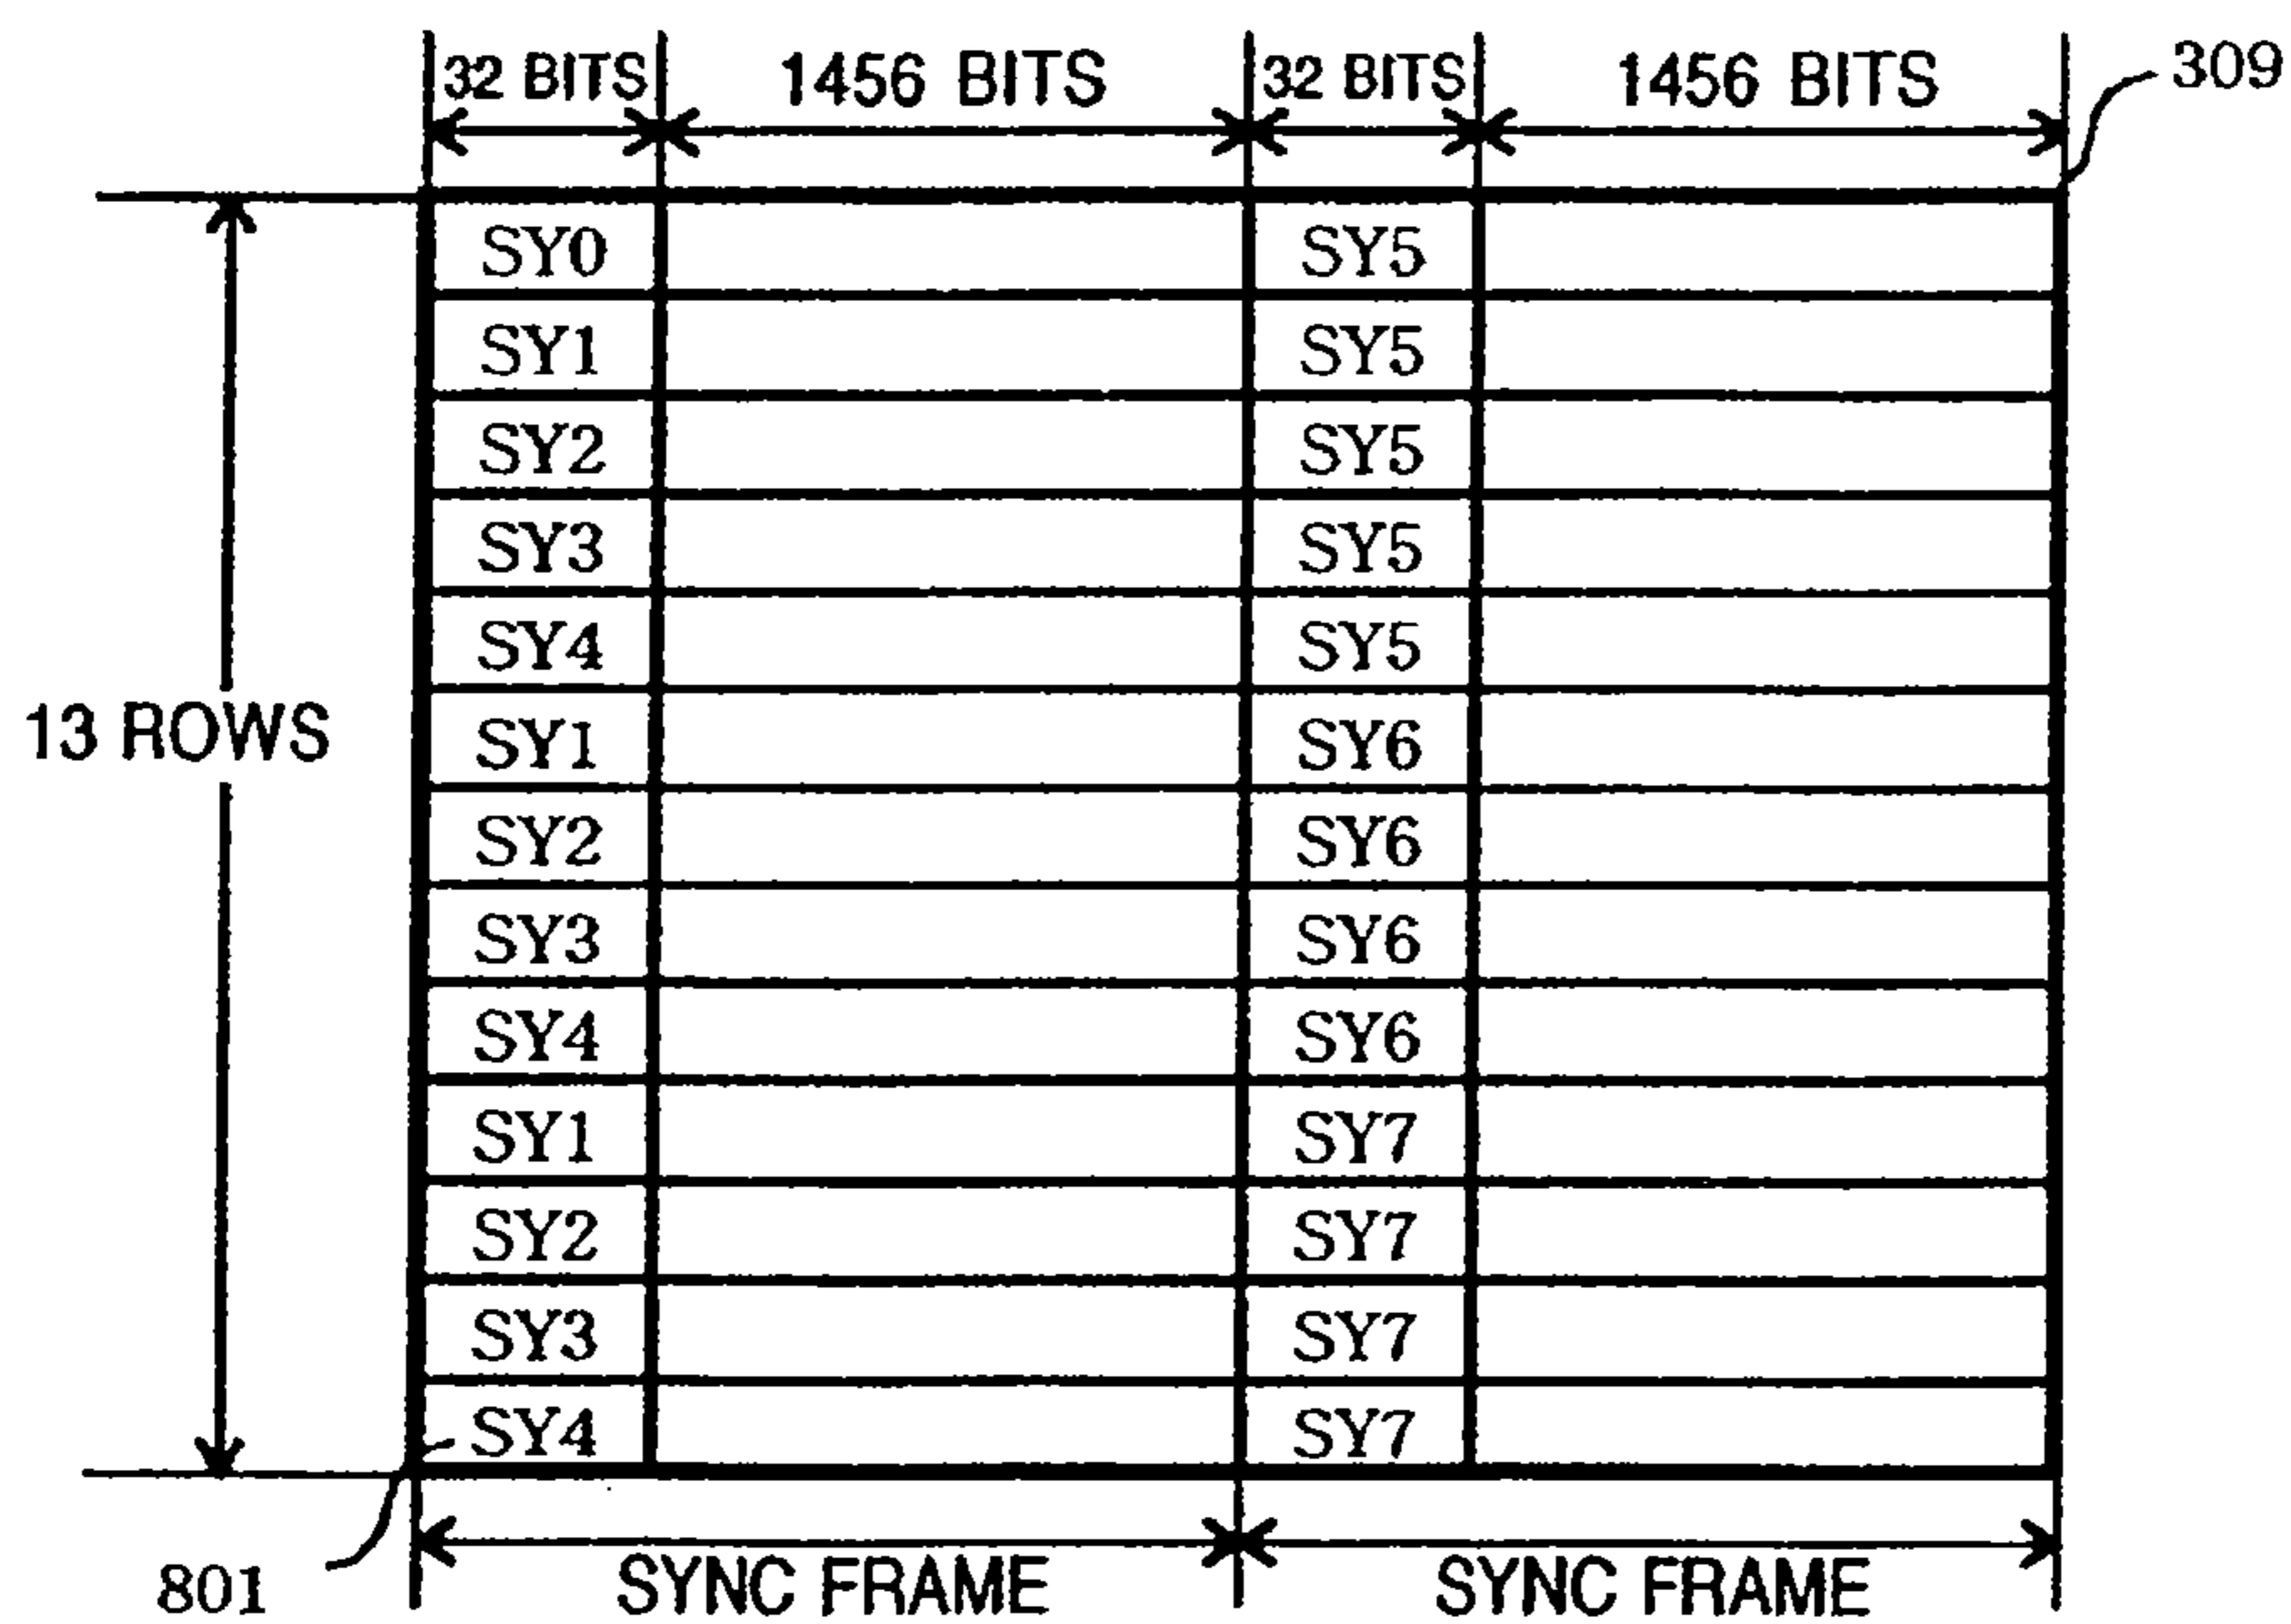 32 BITS 1456 BITS 32 BITS 1456 BITS 309
SY0 SY5
SY1 SY5
SY2 SY5
SY3 SY5
SY4 SY5
13 ROWS
SY1 SY6
SY2 SY6
SY3 SY6
SY4 SY6
SY1 SY7
SY2 SY7
SY3 SY7
SY4 SY7
801 SYNC FRAME SYNC FRAME